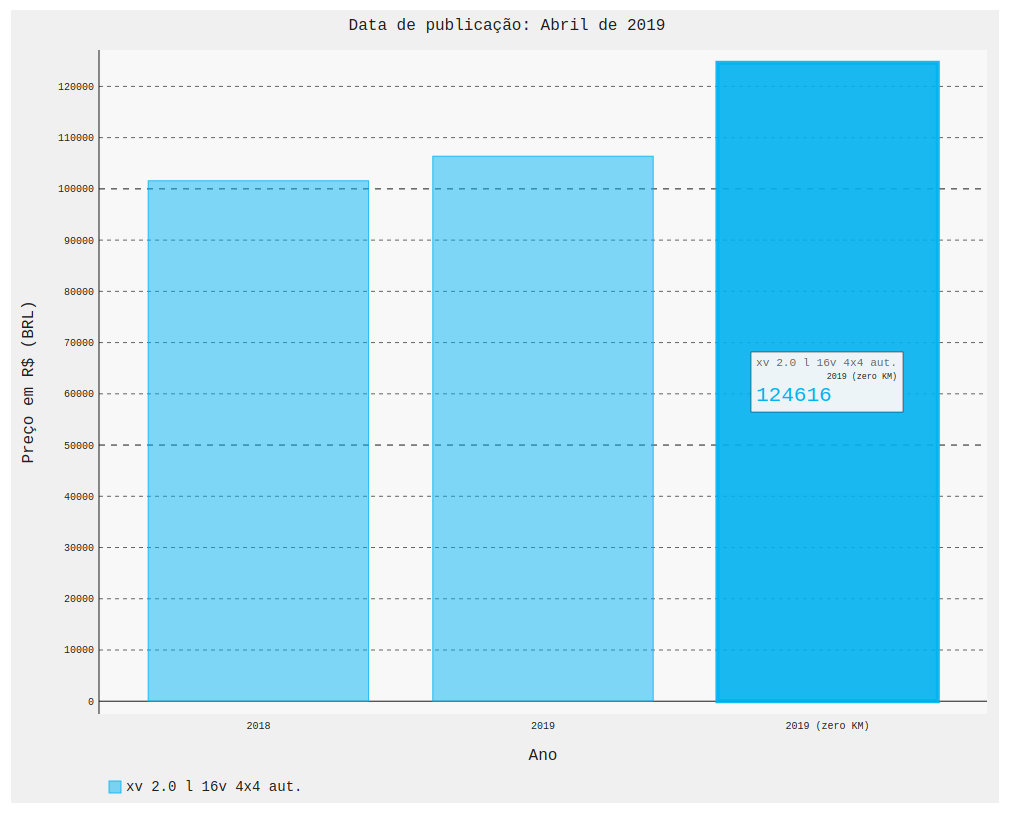 Data de publicação: Abril de 2019
Preço em R$ (BRL)
120000
110000
100000
90000
80000
70000
60000
50000
40000
30000
20000
10000
0
xv 2.0 l 16v 4x4 aut.
2019 (zero KM)
124616
2018
2019
2019 (zero KM)
Ano
xv 2.0 l 16v 4x4 aut.